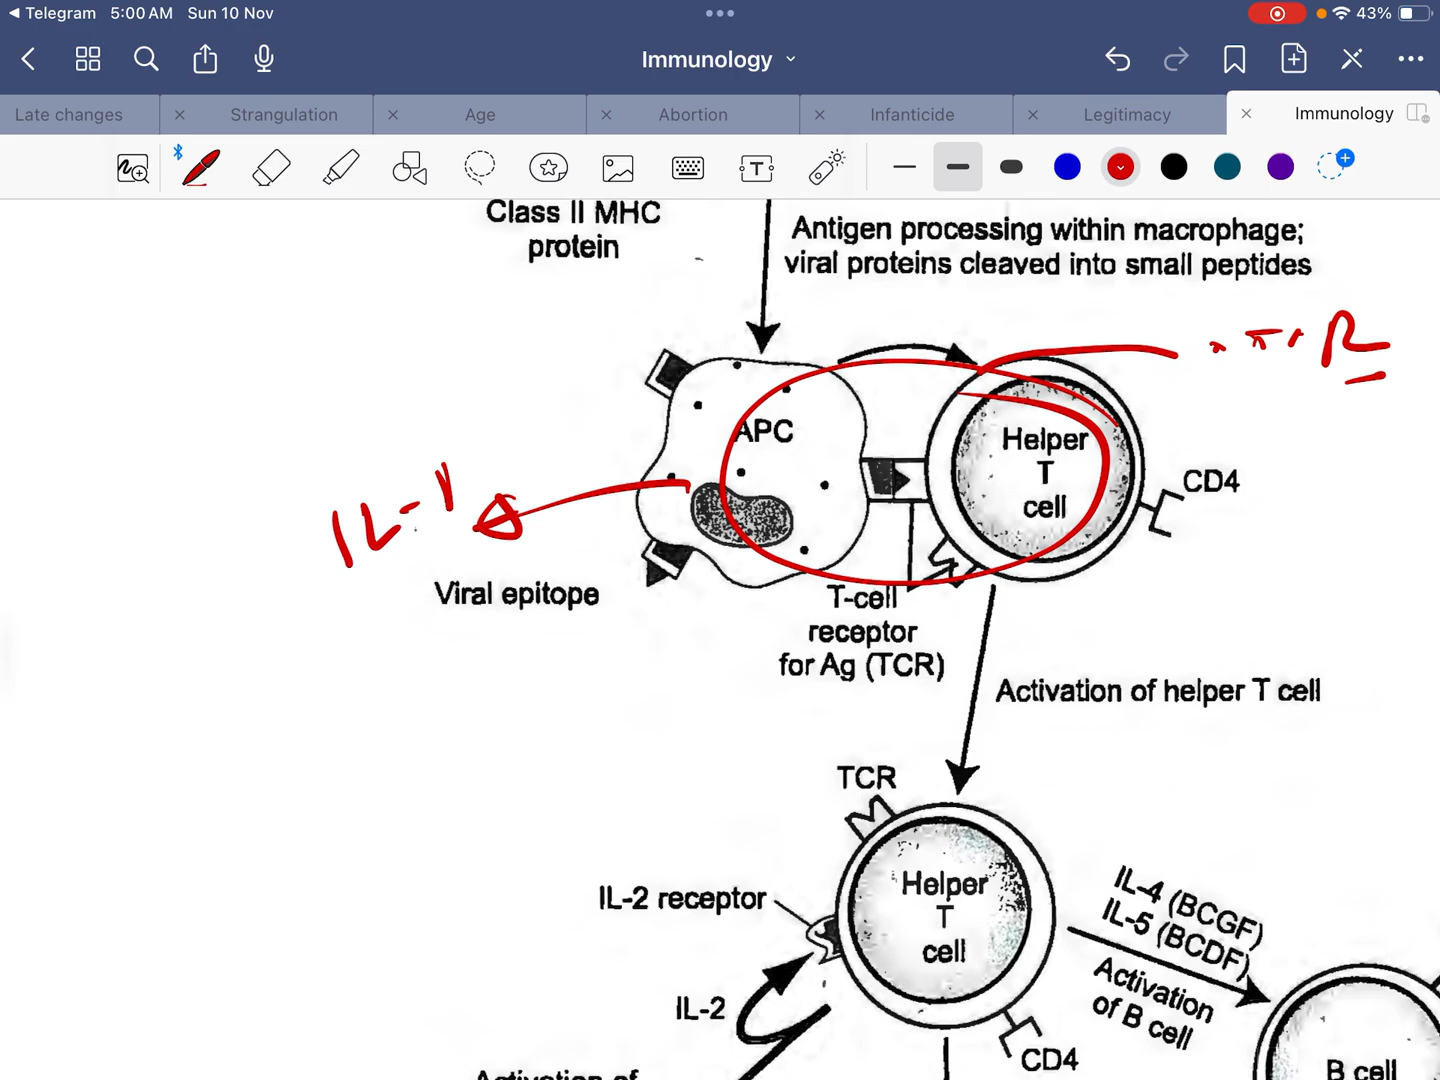 Telegram 5:00 AM Sun 10 Nov
43%
Immunology
Late changes
Strangulation
Age
Abortion
Infanticide
Legitimacy
Immunology
Class II MHC
protein
Antigen processing within macrophage;
viral proteins cleaved into small peptides
APC
Helper
T
cell
CD4
IL-1
Viral epitope
T-cell
receptor
for Ag (TCR)
Activation of helper T cell
TCR
IL-2 receptor
Helper
T
cell
IL-4 (BCGF)
IL-5 (BCDF)
Activation
of B cell
IL-2
CD4
B cell
Activation of